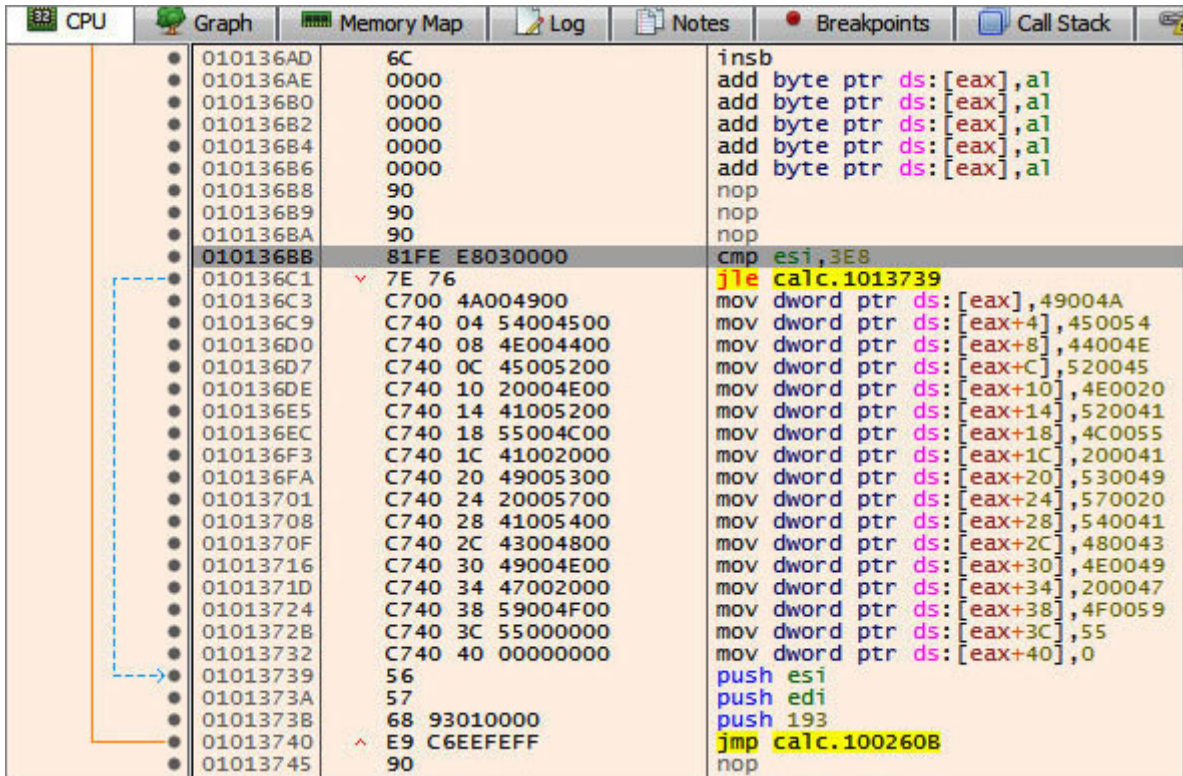 CPU Graph Memory Map Log Notes Breakpoints Call Stack
010136AD 6C insb
010136AE 0000 add byte ptr ds:[eax],al
010136B0 0000 add byte ptr ds:[eax],al
010136B2 0000 add byte ptr ds:[eax],al
010136B4 0000 add byte ptr ds:[eax],al
010136B6 0000 add byte ptr ds:[eax],al
010136B8 90 nop
010136B9 90 nop
010136BA 90 nop
010136BB 81FE E8030000 cmp esi,3E8
010136C1 7E 76 jle calc.1013739
010136C3 C700 4A004900 mov dword ptr ds:[eax],49004A
010136C9 C740 04 54004500 mov dword ptr ds:[eax+4],450054
010136D0 C740 08 4E004400 mov dword ptr ds:[eax+8],44004E
010136D7 C740 0C 45005200 mov dword ptr ds:[eax+C],520045
010136DE C740 10 20004E00 mov dword ptr ds:[eax+10],4E0020
010136E5 C740 14 41005200 mov dword ptr ds:[eax+14],520041
010136EC C740 18 55004C00 mov dword ptr ds:[eax+18],4C0055
010136F3 C740 1C 41002000 mov dword ptr ds:[eax+1C],200041
010136FA C740 20 49005300 mov dword ptr ds:[eax+20],530049
01013701 C740 24 20005700 mov dword ptr ds:[eax+24],570020
01013708 C740 28 41005400 mov dword ptr ds:[eax+28],540041
0101370F C740 2C 43004800 mov dword ptr ds:[eax+2C],480043
01013716 C740 30 49004E00 mov dword ptr ds:[eax+30],4E0049
0101371D C740 34 47002000 mov dword ptr ds:[eax+34],200047
01013724 C740 38 59004F00 mov dword ptr ds:[eax+38],4F0059
0101372B C740 3C 55000000 mov dword ptr ds:[eax+3C],55
01013732 C740 40 00000000 mov dword ptr ds:[eax+40],0
01013739 56 push esi
0101373A 57 push edi
0101373B 68 93010000 push 193
01013740 E9 C6EEFEFF jmp calc.100260B
01013745 90 nop